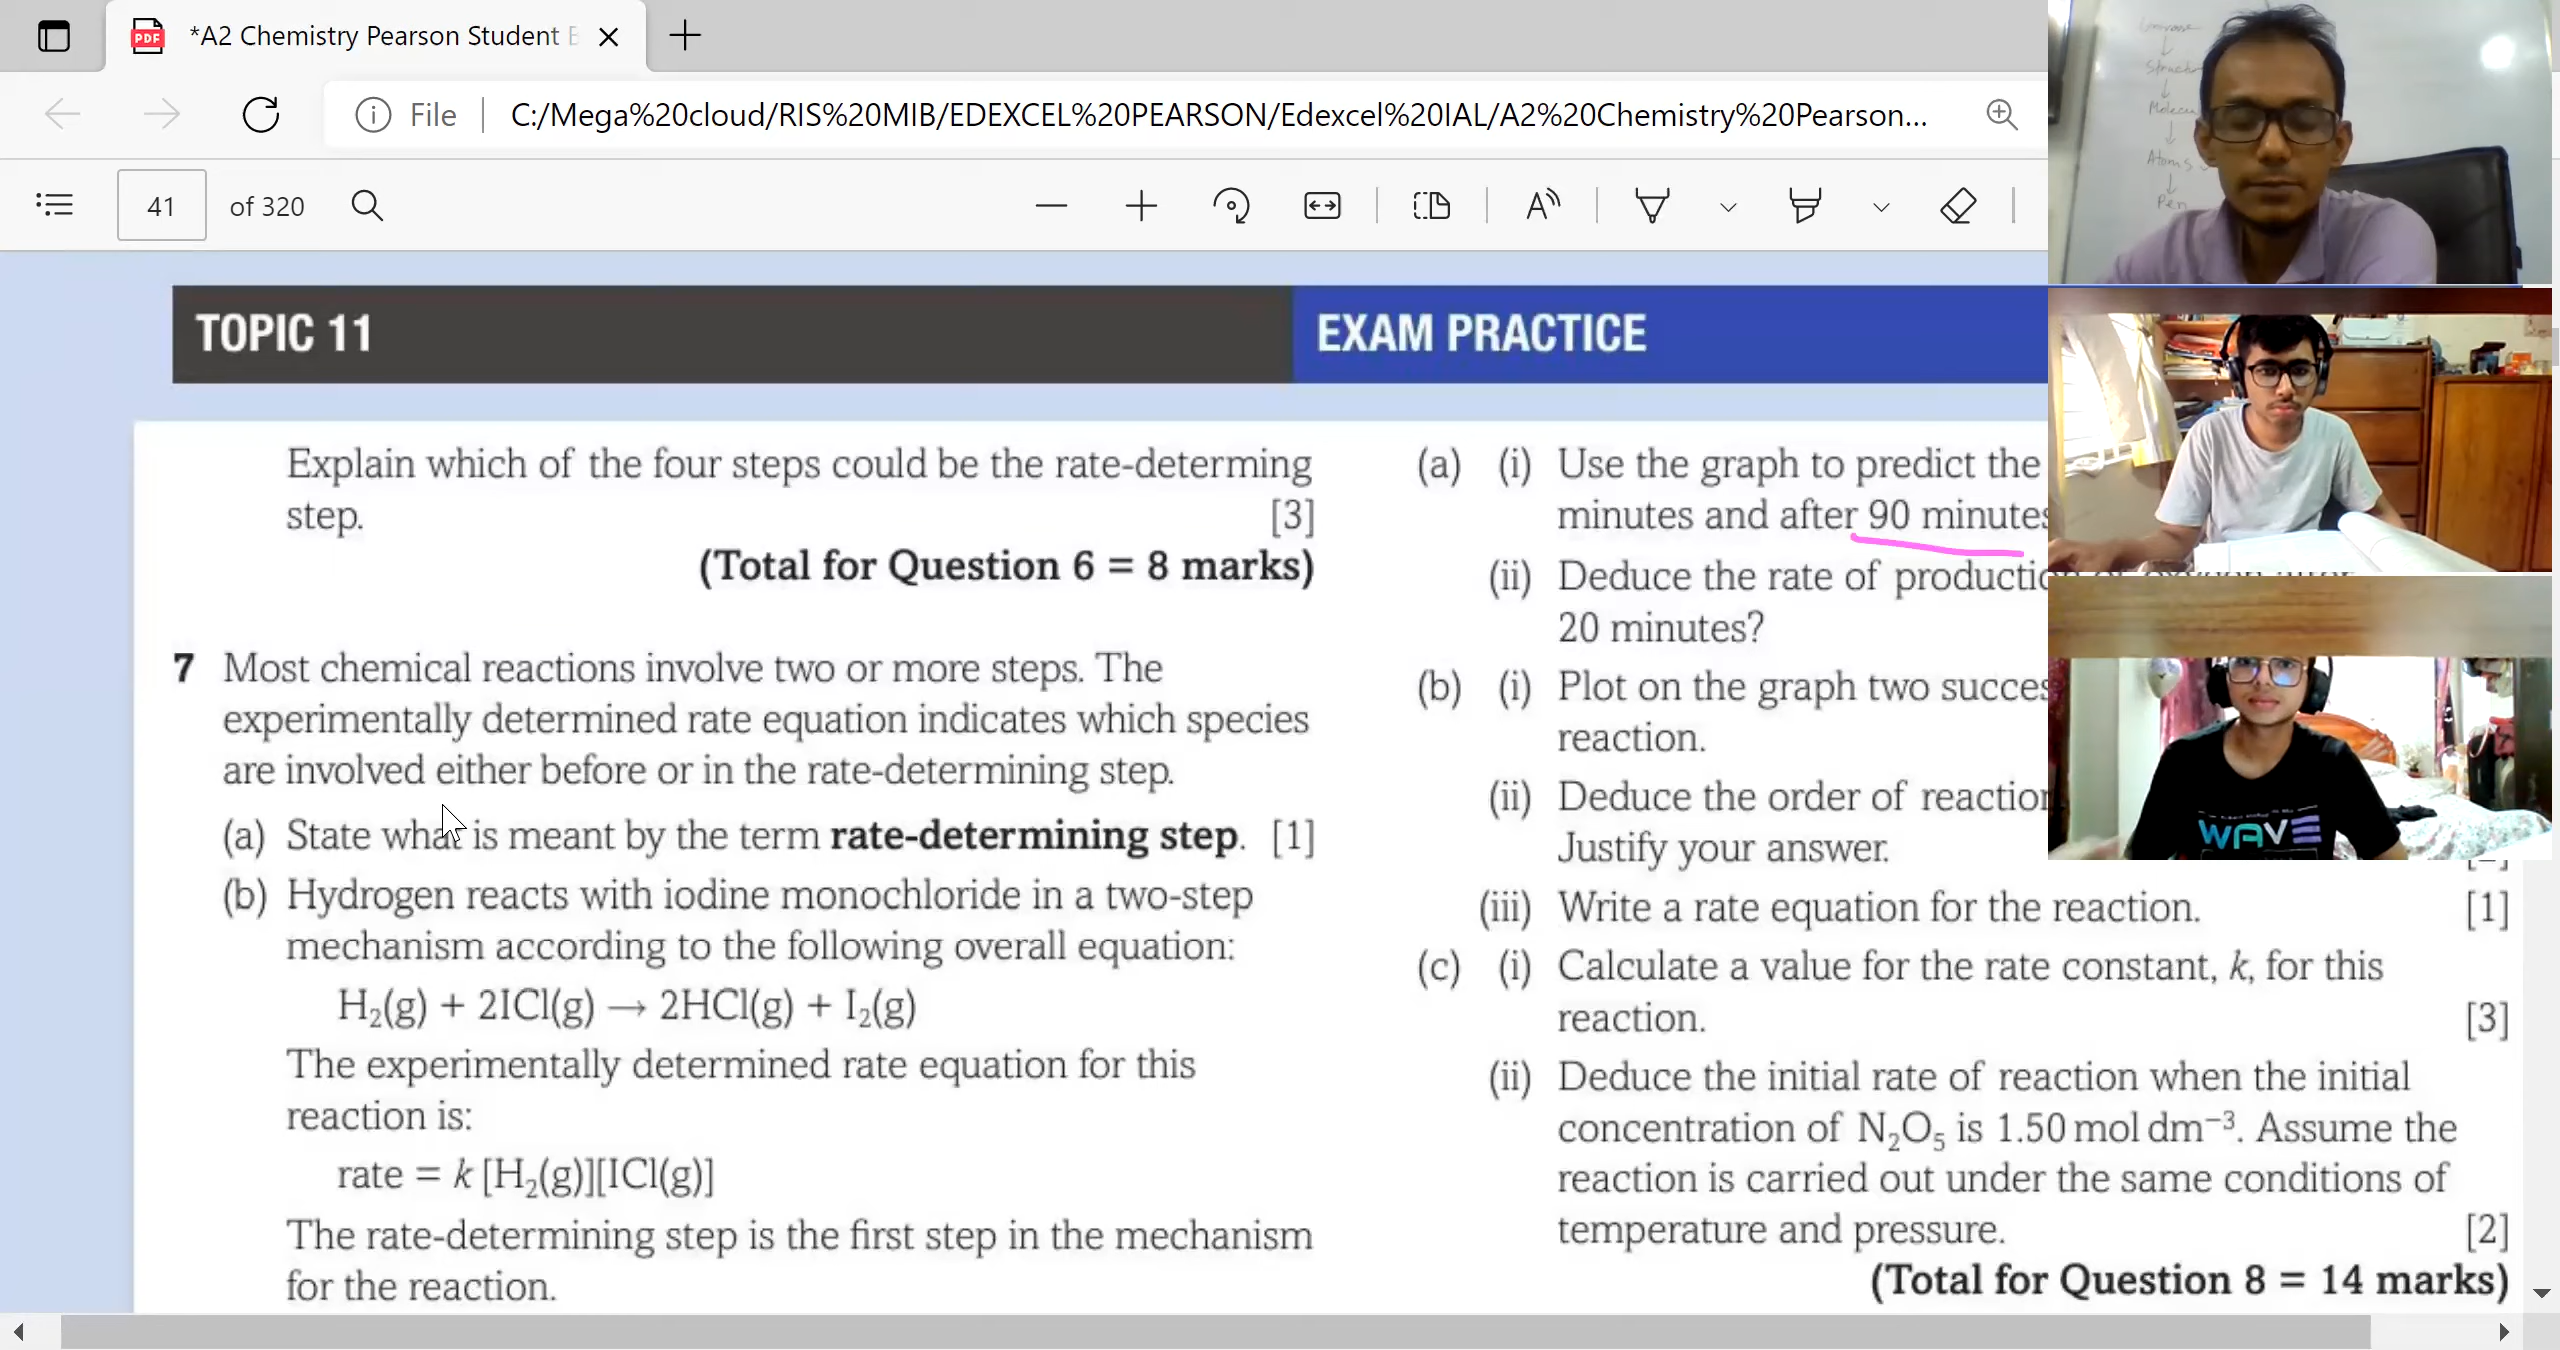 *A2 Chemistry Pearson Student
File
C:/Mega%20cloud/RIS%20MIB/EDEXCEL%20PEARSON/Edexcel%20IAL/A2%20Chemistry%20Pearson...
41 of 320
TOPIC 11
EXAM PRACTICE
Explain which of the four steps could be the rate-determing
step. [3]
(Total for Question 6 = 8 marks)
7 Most chemical reactions involve two or more steps. The
experimentally determined rate equation indicates which species
are involved either before or in the rate-determining step.
(a) State what is meant by the term rate-determining step. [1]
(b) Hydrogen reacts with iodine monochloride in a two-step
mechanism according to the following overall equation:
H₂(g) + 2ICl(g) → 2HCl(g) + I₂(g)
The experimentally determined rate equation for this
reaction is:
rate = k [H₂(g)][ICl(g)]
The rate-determining step is the first step in the mechanism
for the reaction.
(a) (i) Use the graph to predict the
minutes and after 90 minutes
(ii) Deduce the rate of
20 minutes?
(b) (i) Plot on the graph two
reaction.
(ii) Deduce the order of reaction
Justify your answer.
(iii) Write a rate equation for the reaction. [1]
(c) (i) Calculate a value for the rate constant, k, for this
reaction. [3]
(ii) Deduce the initial rate of reaction when the initial
concentration of N₂O₅ is 1.50 mol dm⁻³. Assume the
reaction is carried out under the same conditions of
temperature and pressure. [2]
(Total for Question 8 = 14 marks)
Atoms
Pen
WAVE